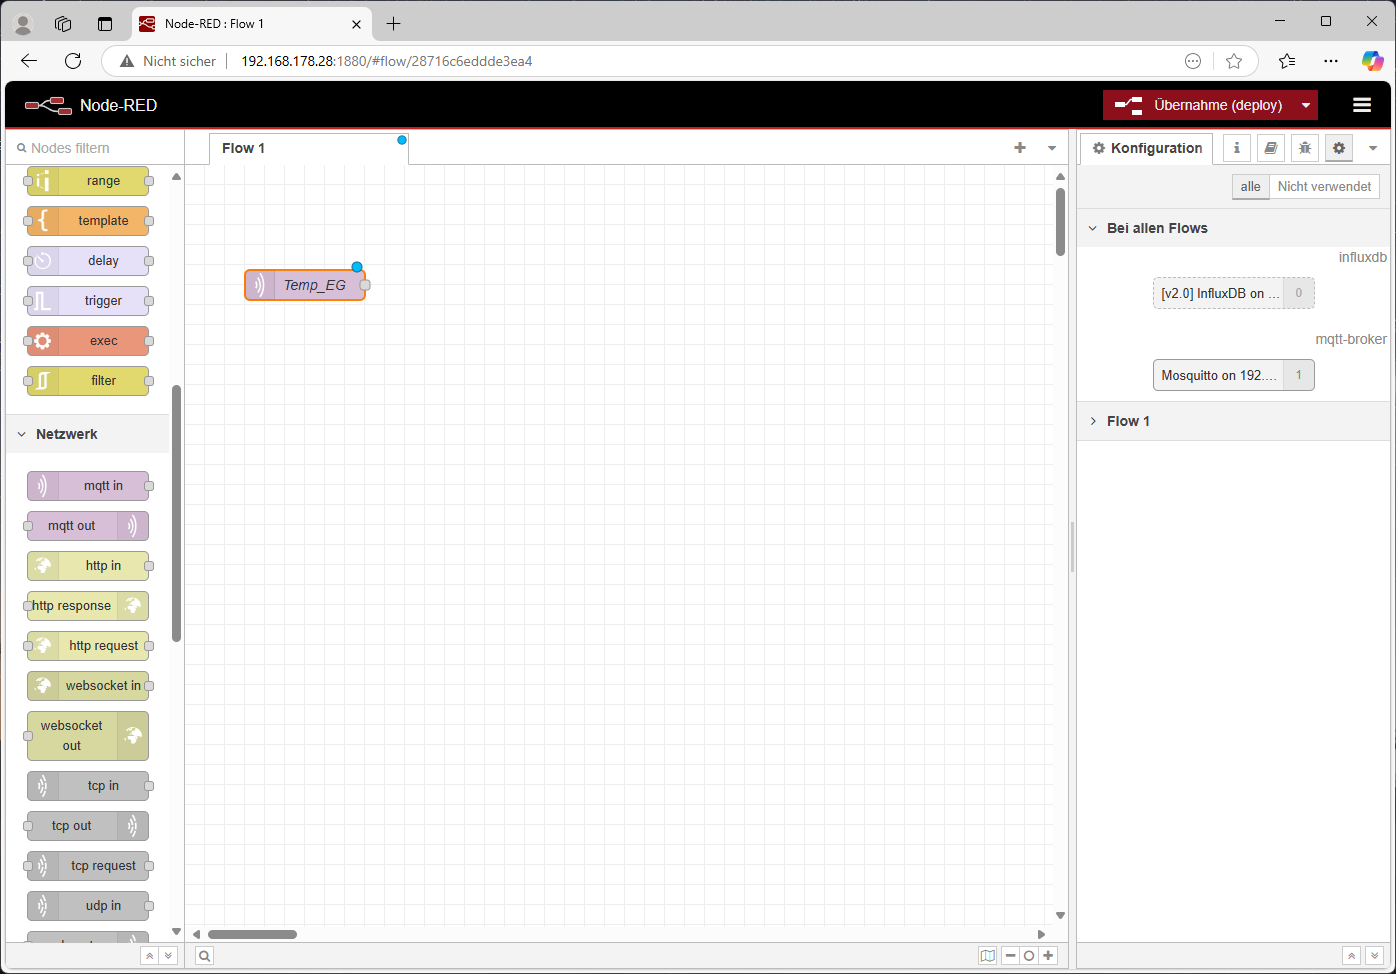 Node-RED : Flow 1
Nicht sicher
192.168.178.28:1880/#flow/28716c6eddde3ea4
Node-RED
Übernahme (deploy)
Nodes filtern
range
template
delay
trigger
exec
filter
Netzwerk
mqtt in
mqtt out
http in
http response
http request
websocket in
websocket
out
tcp in
tcp out
tcp request
udp in
Flow 1
Temp_EG
Konfiguration
alle
Nicht verwendet
Bei allen Flows
influxdb
[v2.0] InfluxDB on ...
0
mqtt-broker
Mosquitto on 192....
1
Flow 1